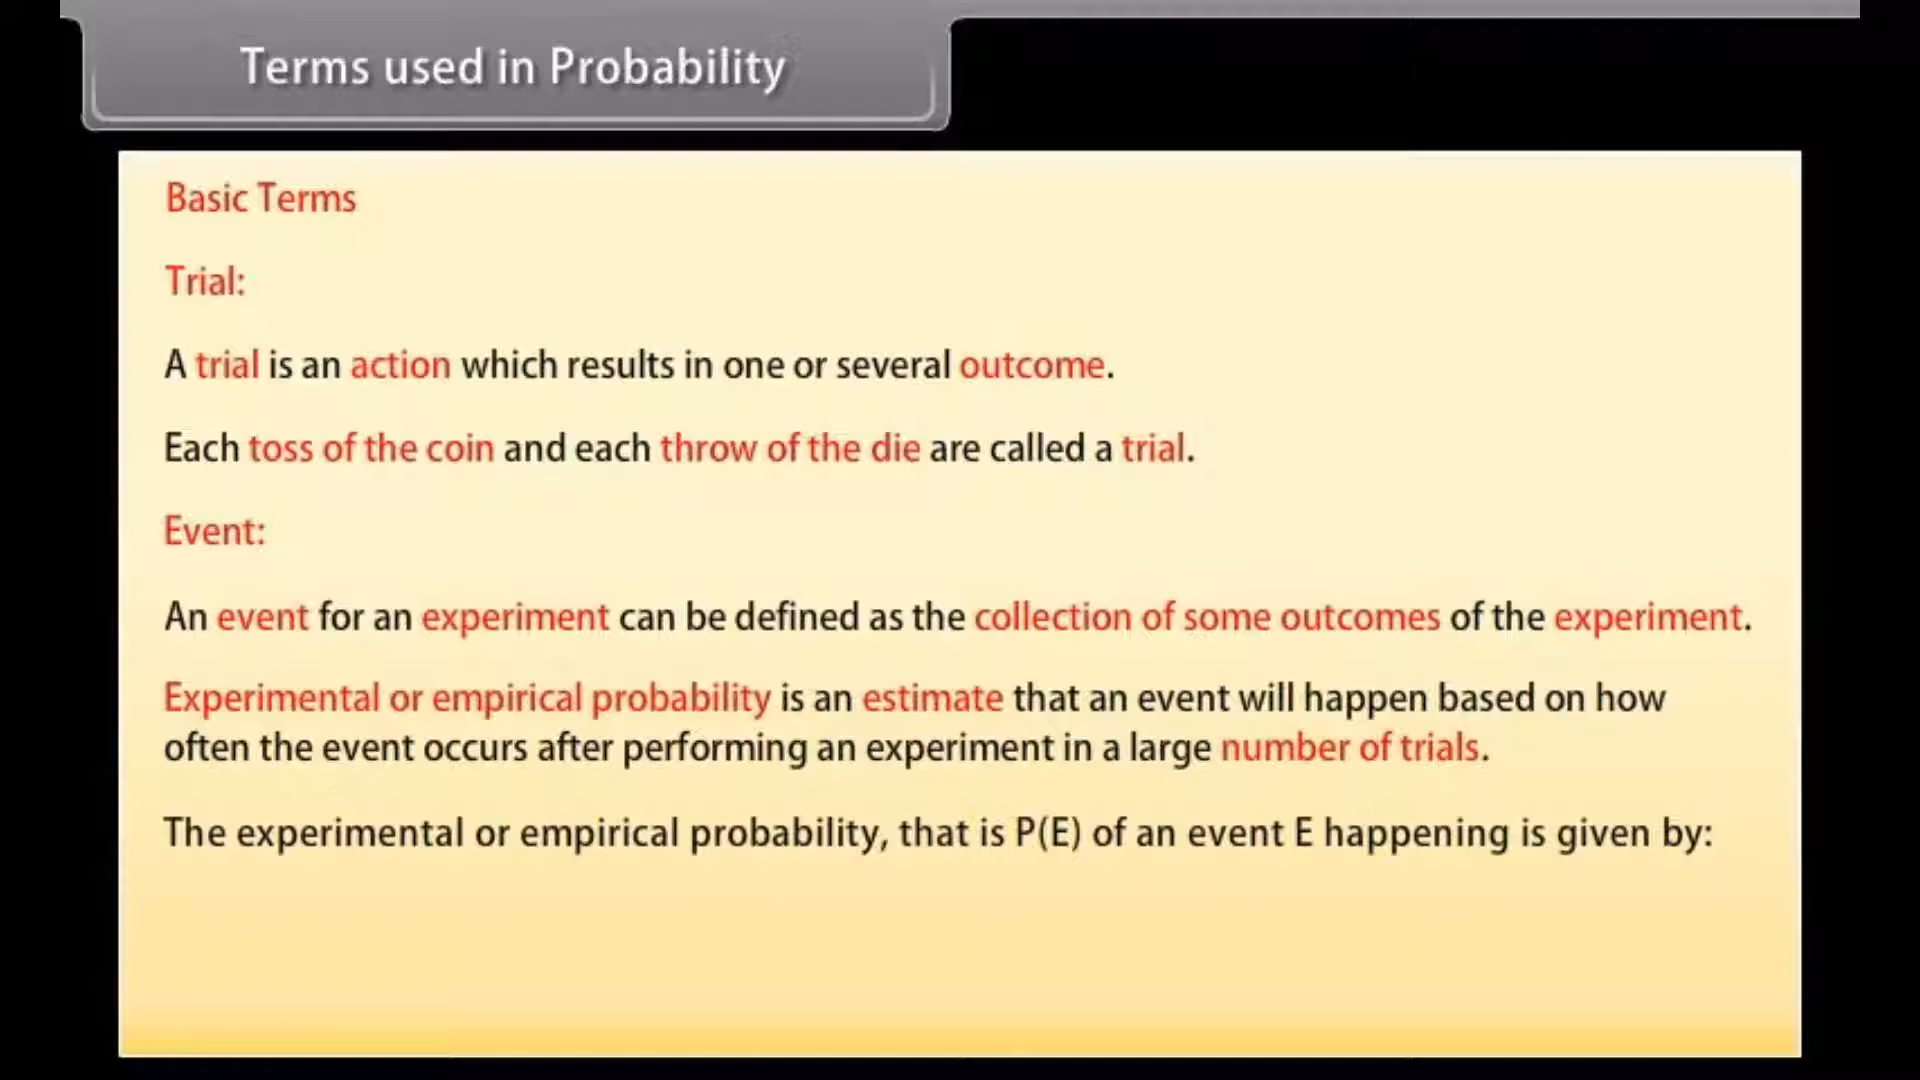 Terms used in Probability
Basic Terms
Trial:
A trial is an action which results in one or several outcome.
Each toss of the coin and each throw of the die are called a trial.
Event:
An event for an experiment can be defined as the collection of some outcomes of the experiment.
Experimental or empirical probability is an estimate that an event will happen based on how
often the event occurs after performing an experiment in a large number of trials.
The experimental or empirical probability, that is P(E) of an event E happening is given by: